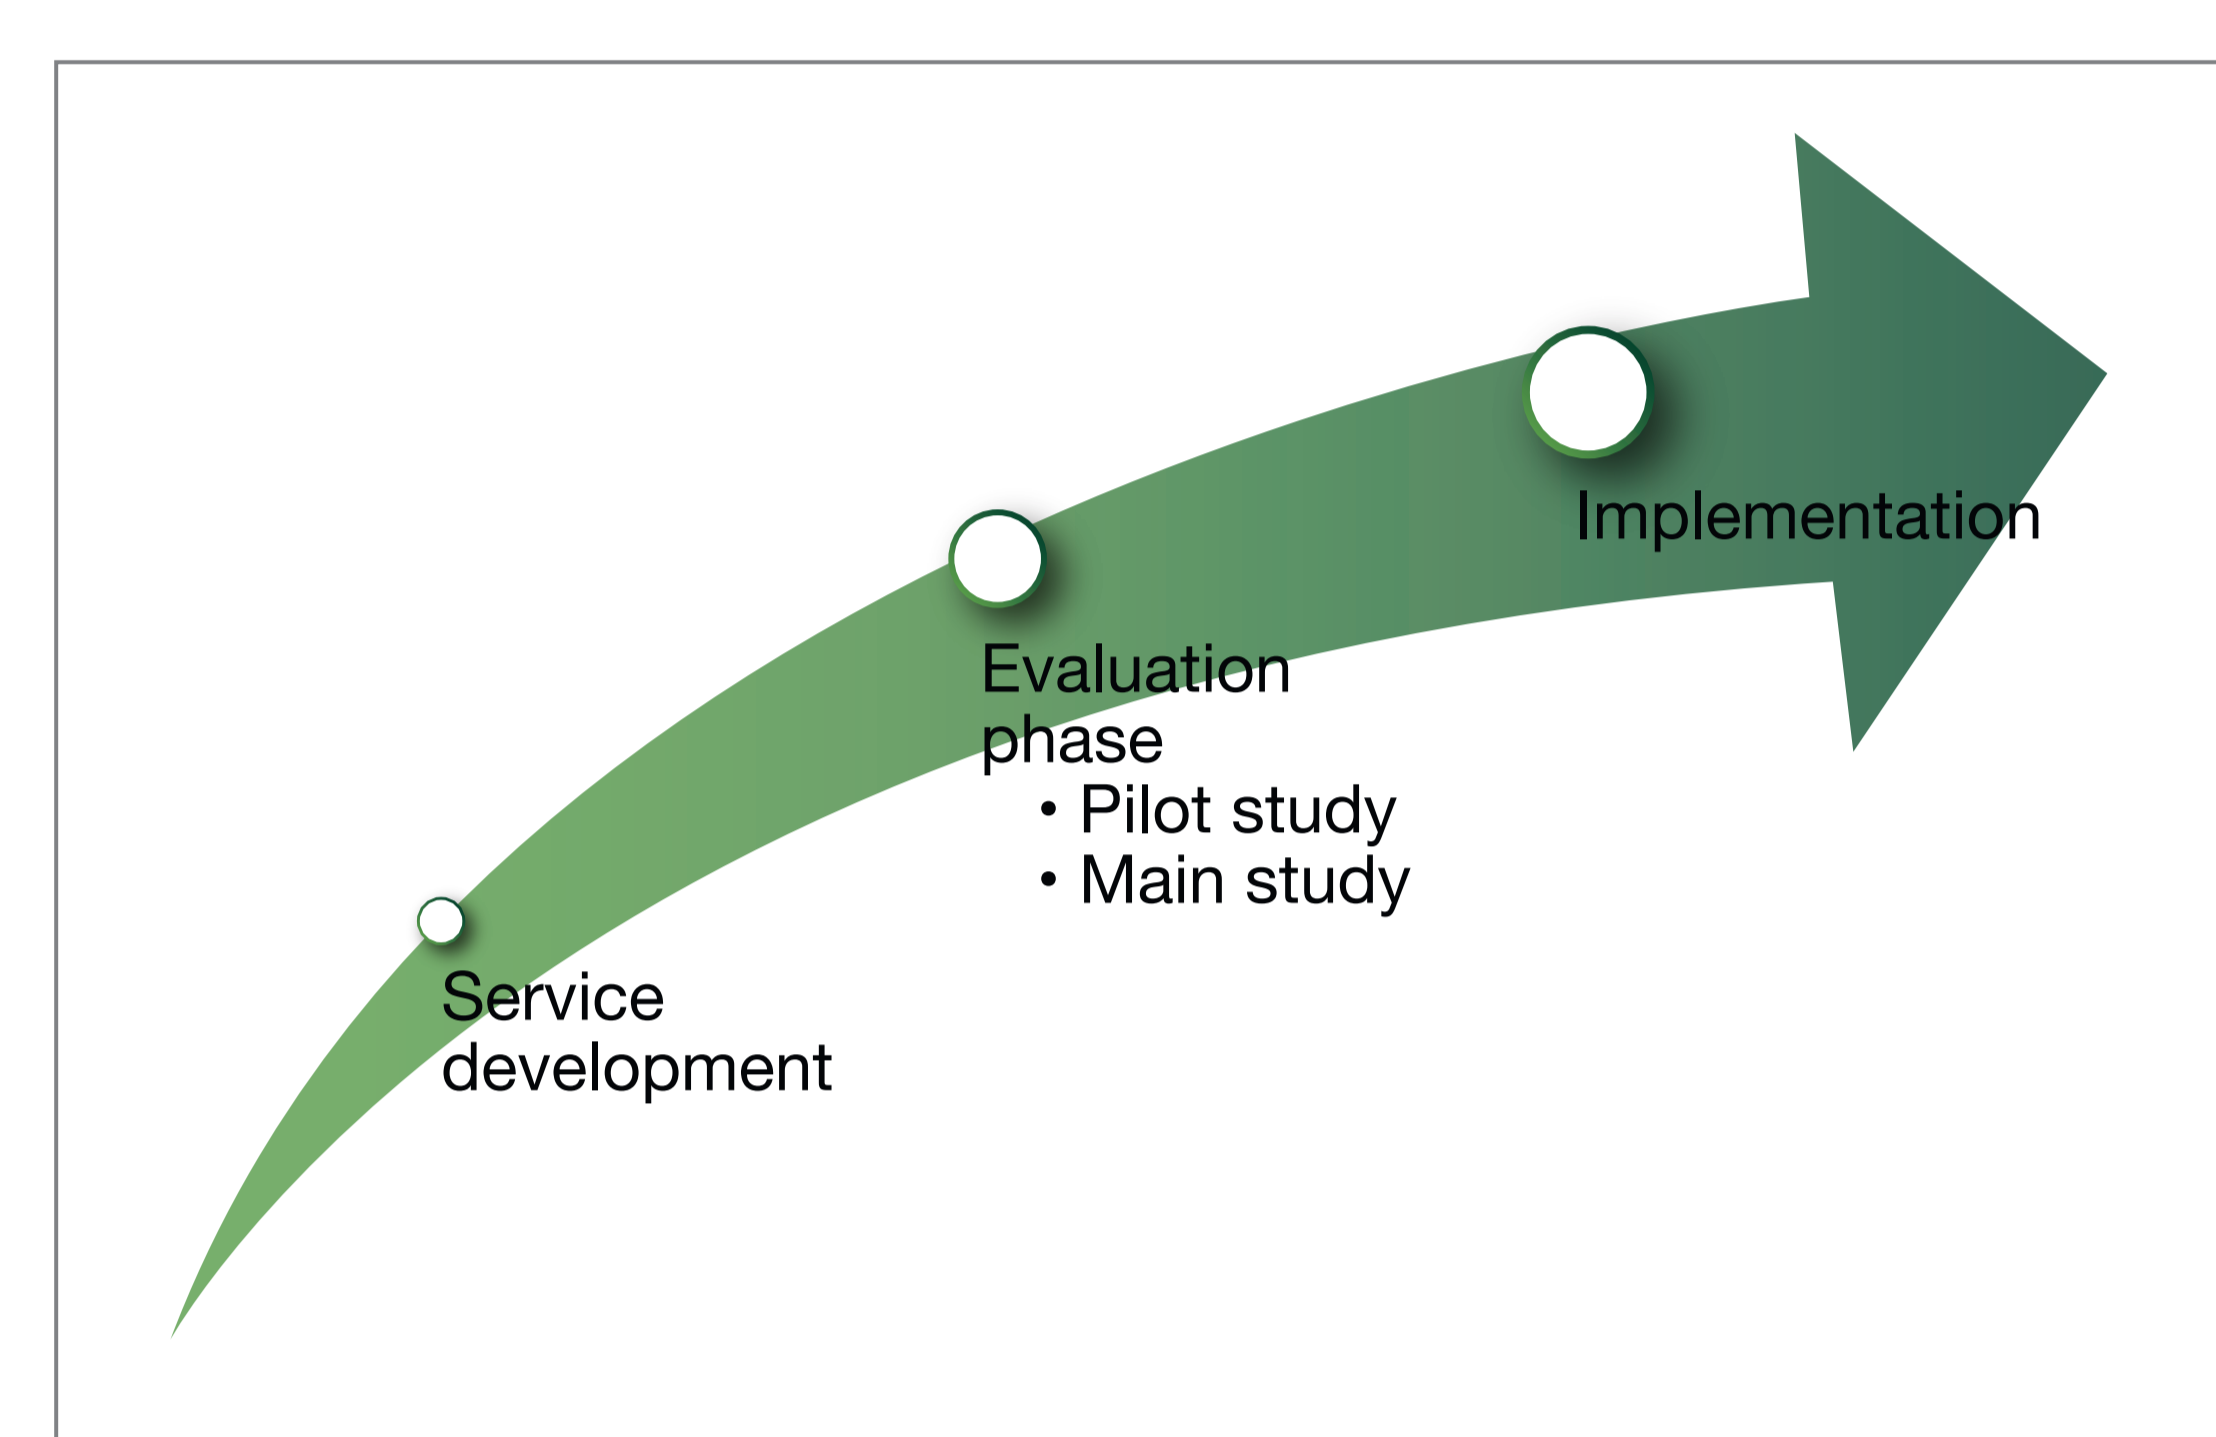 Implementation
Evaluation
phase
• Pilot study
• Main study
Service
development